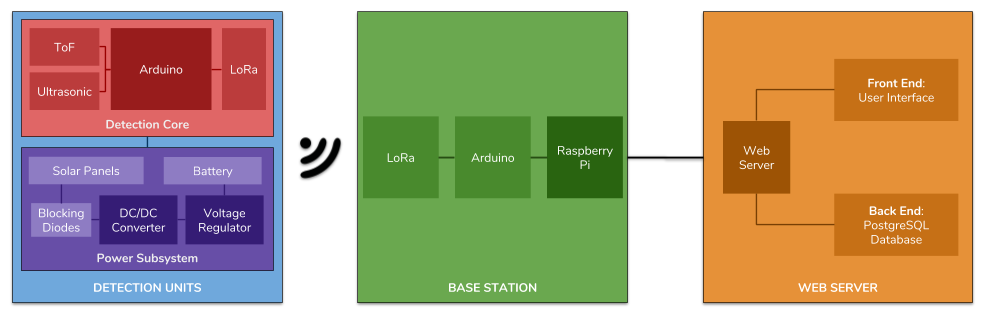 ToF
Ultrasonic
Arduino
LoRa
Detection Core
Solar Panels
Battery
Blocking
Diodes
DC/DC
Converter
Voltage
Regulator
Power Subsystem
DETECTION UNITS
LoRa
Arduino
Raspberry
Pi
BASE STATION
Web
Server
Front End:
User Interface
Back End:
PostgreSQL
Database
WEB SERVER